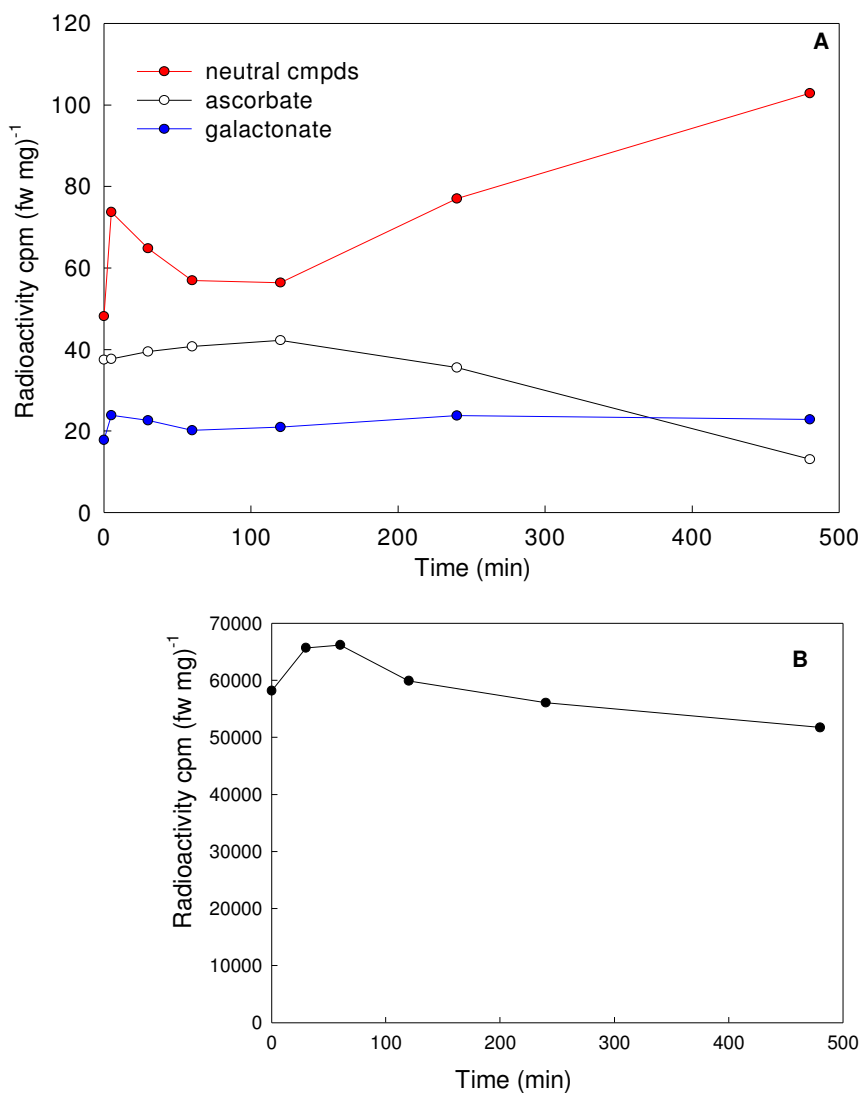 A
neutral cmpds
ascorbate
galactonate
Radioactivity cpm (fw mg)⁻¹
120
100
80
60
40
20
0
0 100 200 300 400 500
Time (min)
B
Radioactivity cpm (fw mg)⁻¹
70000
60000
50000
40000
30000
20000
10000
0
0 100 200 300 400 500
Time (min)